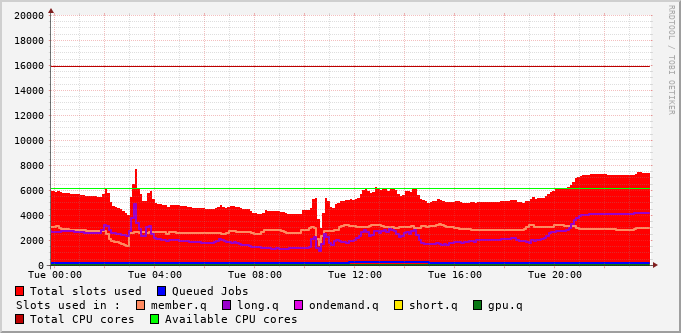 RRDTOOL / TOBI OETIKER
20000
18000
16000
14000
12000
10000
8000
6000
4000
2000
0
Tue 00:00 Tue 04:00 Tue 08:00 Tue 12:00 Tue 16:00 Tue 20:00
Total slots used Queued Jobs
Slots used in : member.q long.q ondemand.q short.q gpu.q
Total CPU cores Available CPU cores